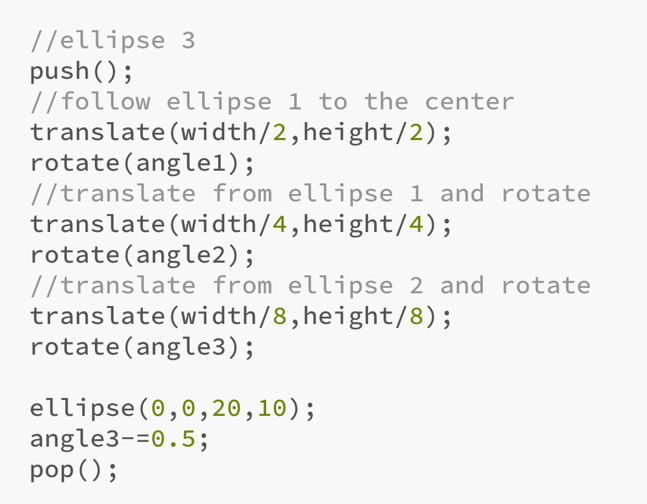 //ellipse 3
push();
//follow ellipse 1 to the center
translate(width/2,height/2);
rotate(angle1);
//translate from ellipse 1 and rotate
translate(width/4,height/4);
rotate(angle2);
//translate from ellipse 2 and rotate
translate(width/8,height/8);
rotate(angle3);

ellipse(0,0,20,10);
angle3-=0.5;
pop();